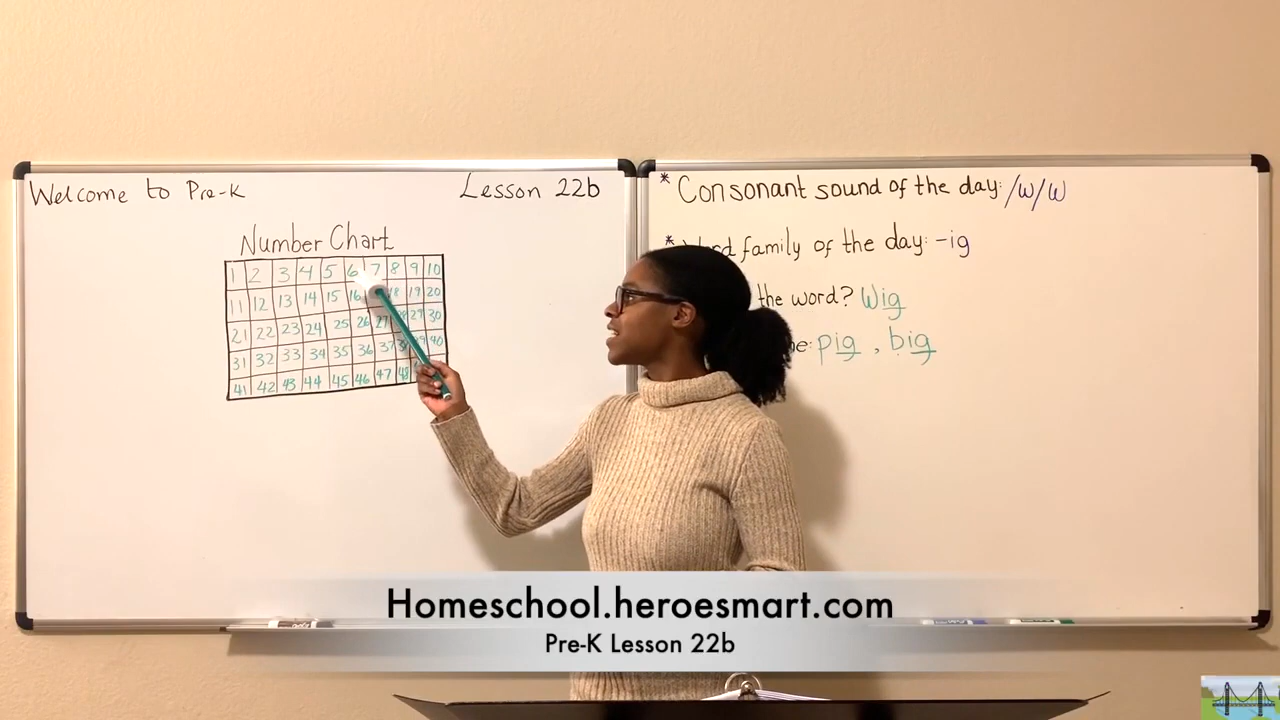 Welcome to Pre-K
Lesson 22b
Number Chart
1 2 3 4 5 6 7 8 9 10
11 12 13 14 15 16 18 19 20
21 22 23 24 25 26 27 28 29 30
31 32 33 34 35 36 37 40
41 42 43 44 45 46 47 48
* Consonant sound of the day: /w/w
* family of the day: -ig
the word? Wig
pig, big
Homeschool.heroesmart.com
Pre-K Lesson 22b